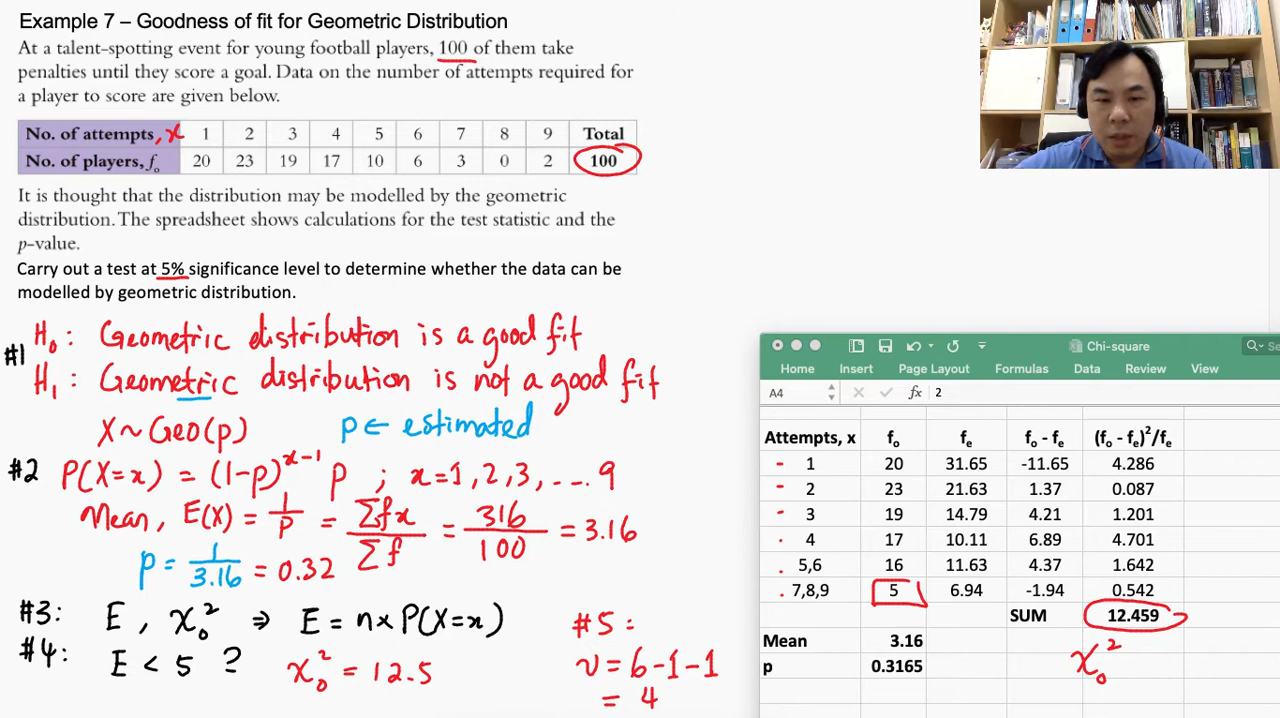 Example 7 – Goodness of fit for Geometric Distribution
At a talent-spotting event for young football players, 100 of them take
penalties until they score a goal. Data on the number of attempts required for
a player to score are given below.
No. of attempts, x 1 2 3 4 5 6 7 8 9 Total
No. of players, f₀ 20 23 19 17 10 6 3 0 2 100
It is thought that the distribution may be modelled by the geometric
distribution. The spreadsheet shows calculations for the test statistic and the
p-value.
Carry out a test at 5% significance level to determine whether the data can be
modelled by geometric distribution.
#1
H₀ : Geometric distribution is a good fit
H₁ : Geometric distribution is not a good fit
X ~ Geo(p) p ← estimated
#2 P(X=x) = (1-p)^(x-1) p ; x=1,2,3,....9
Mean, E(X) = 1/p = Σfx/Σf = 316/100 = 3.16
p = 1/3.16 = 0.32
#3: E , χ₀² ⇒ E = n × P(X=x)
#4: E < 5 ? χ₀² = 12.5
#5 :
ν = 6-1-1
= 4
Chi-square
Home Insert Page Layout Formulas Data Review View
A4 fx 2
Attempts, x f₀ fₑ f₀ - fₑ (f₀ - fₑ)²/fₑ
1 20 31.65 -11.65 4.286
2 23 21.63 1.37 0.087
3 19 14.79 4.21 1.201
4 17 10.11 6.89 4.701
5,6 16 11.63 4.37 1.642
7,8,9 5 6.94 -1.94 0.542
SUM 12.459
Mean 3.16
p 0.3165
χ₀²